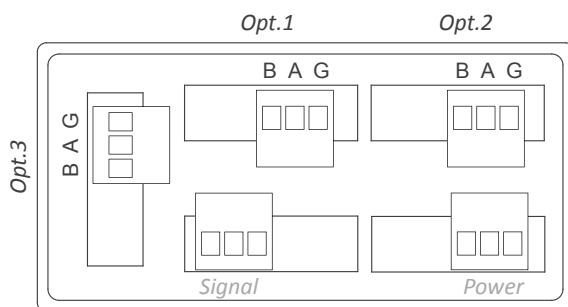 Opt.1
Opt.2
B A G
B A G
Opt.3
B A G
Signal
Power